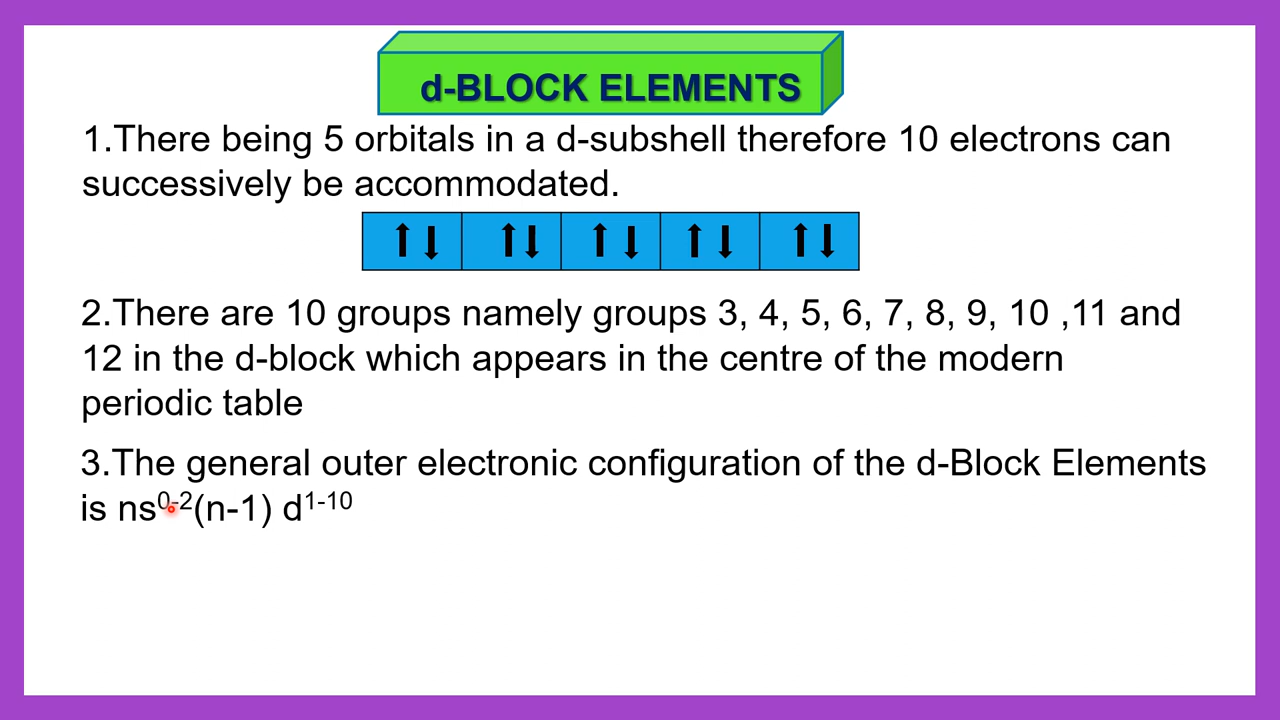 d-BLOCK ELEMENTS
1.There being 5 orbitals in a d-subshell therefore 10 electrons can
successively be accommodated.
2.There are 10 groups namely groups 3, 4, 5, 6, 7, 8, 9, 10 ,11 and
12 in the d-block which appears in the centre of the modern
periodic table
3.The general outer electronic configuration of the d-Block Elements
is ns⁰⁻²(n-1) d¹⁻¹⁰